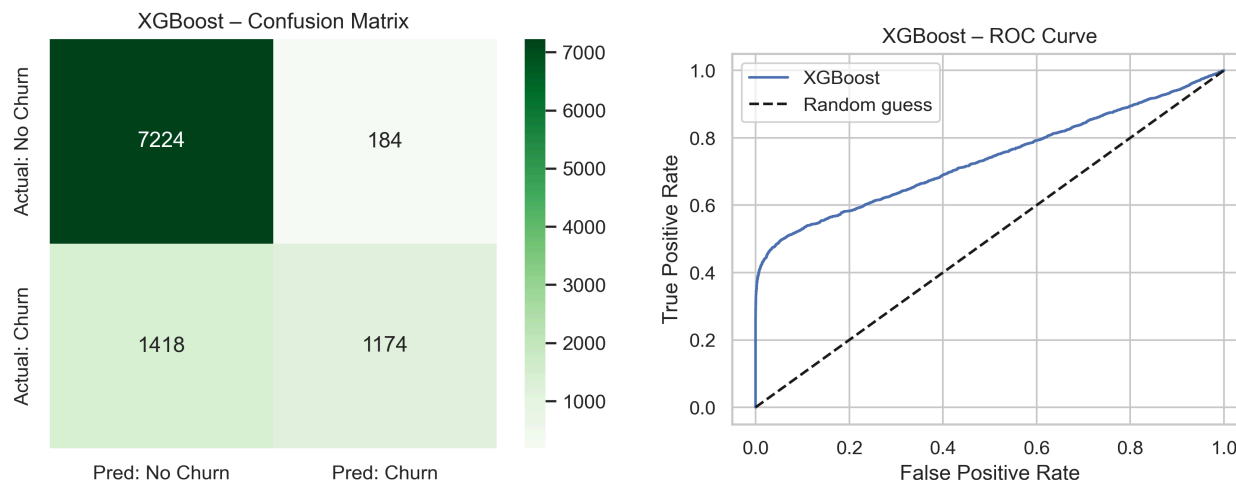 XGBoost – Confusion Matrix
Actual: No Churn
7224
184
Actual: Churn
1418
1174
Pred: No Churn
Pred: Churn
7000
6000
5000
4000
3000
2000
1000
XGBoost – ROC Curve
XGBoost
Random guess
True Positive Rate
1.0
0.8
0.6
0.4
0.2
0.0
0.0
0.2
0.4
0.6
0.8
1.0
False Positive Rate